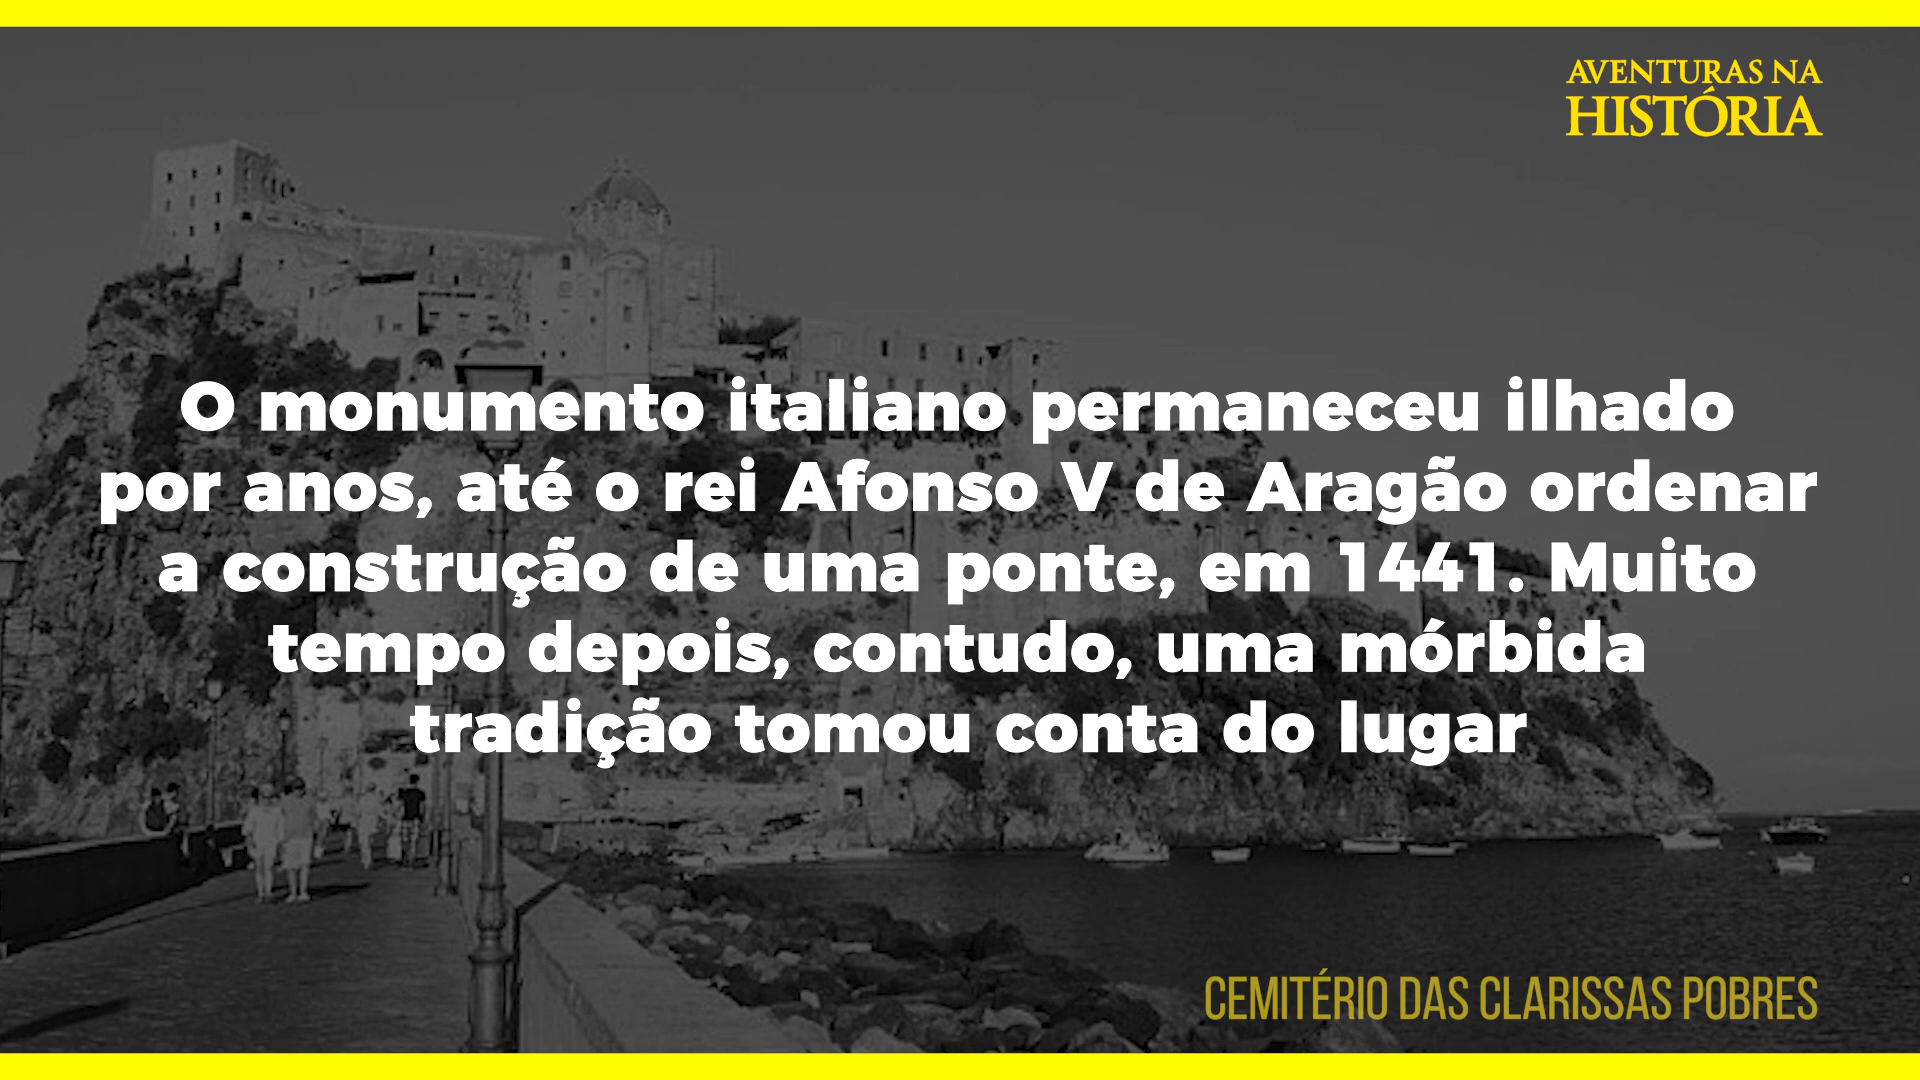 AVENTURAS NA
HISTÓRIA
O monumento italiano permaneceu ilhado
por anos, até o rei Afonso V de Aragão ordenar
a construção de uma ponte, em 1441. Muito
tempo depois, contudo, uma mórbida
tradição tomou conta do lugar
CEMITÉRIO DAS CLARISSAS POBRES